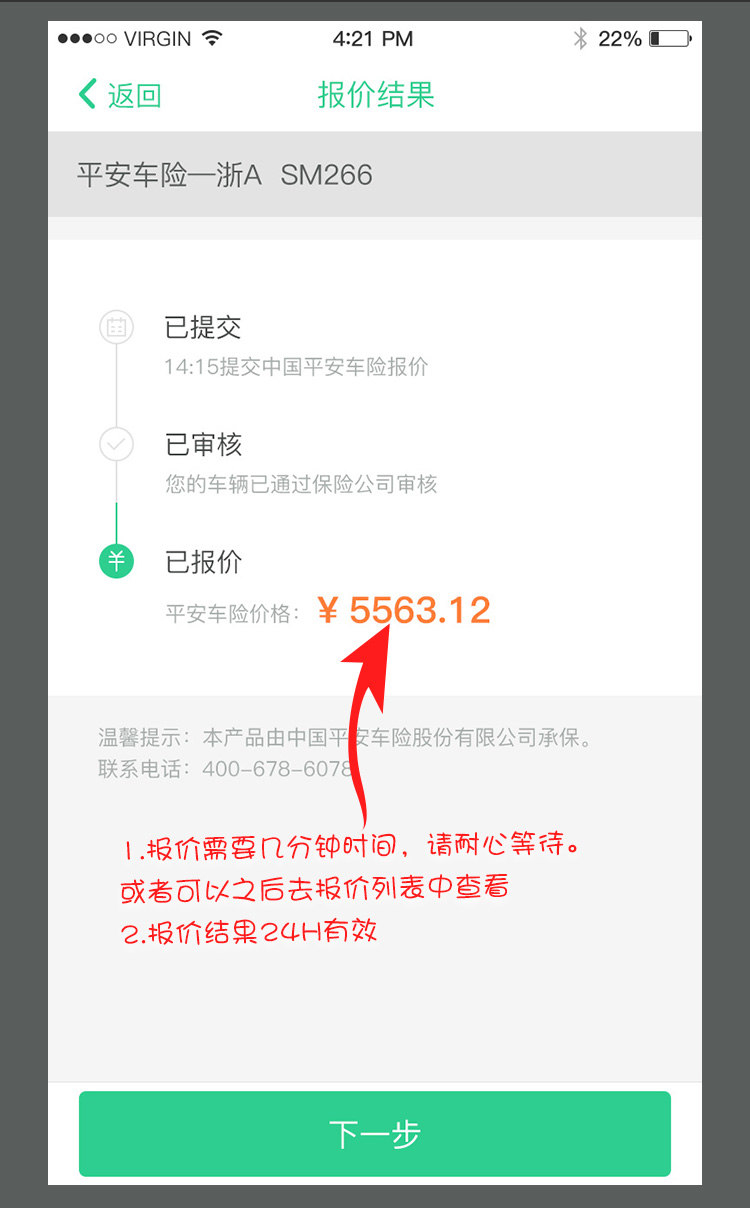 VIRGIN 4:21 PM 22%
返回 报价结果
平安车险—浙A SM266
已提交
14:15提交中国平安车险报价
已审核
您的车辆已通过保险公司审核
已报价
平安车险价格： ¥ 5563.12
温馨提示：本产品由中国平安车险股份有限公司承保。
联系电话：400-678-6078
1.报价需要几分钟时间，请耐心等待。
或者可以之后去报价列表中查看
2.报价结果24H有效
下一步